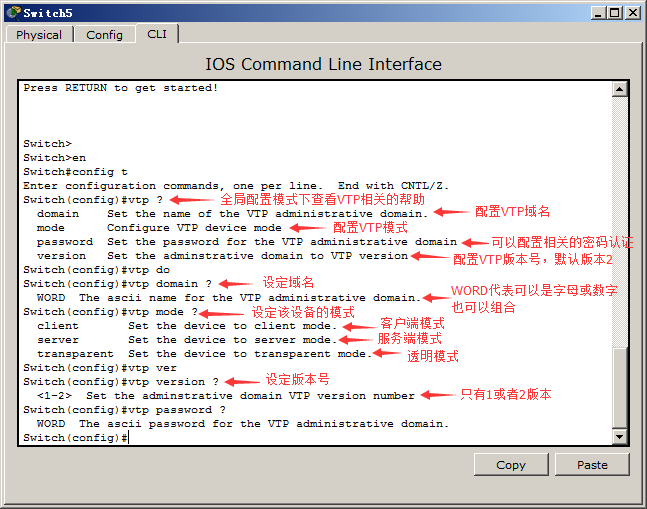 Switch5
Physical Config CLI
IOS Command Line Interface
Press RETURN to get started!
Switch>
Switch>en
Switch#config t
Enter configuration commands, one per line. End with CNTL/Z.
Switch(config)#vtp ? 全局配置模式下查看VTP相关的帮助
domain Set the name of the VTP administrative domain. 配置VTP域名
mode Configure VTP device mode 配置VTP模式
password Set the password for the VTP administrative domain 可以配置相关的密码认证
version Set the adminstrative domain to VTP version 配置VTP版本号，默认版本2
Switch(config)#vtp do
Switch(config)#vtp domain ? 设定域名
WORD The ascii name for the VTP administrative domain. WORD代表可以是字母或数字
也可以组合
Switch(config)#vtp mode ? 设定该设备的模式
client Set the device to client mode. 客户端模式
server Set the device to server mode. 服务端模式
transparent Set the device to transparent mode. 透明模式
Switch(config)#vtp ver
Switch(config)#vtp version ? 设定版本号
<1-2> Set the adminstrative domain VTP version number 只有1或者2版本
Switch(config)#vtp password ?
WORD The ascii password for the VTP administrative domain.
Switch(config)#
Copy Paste